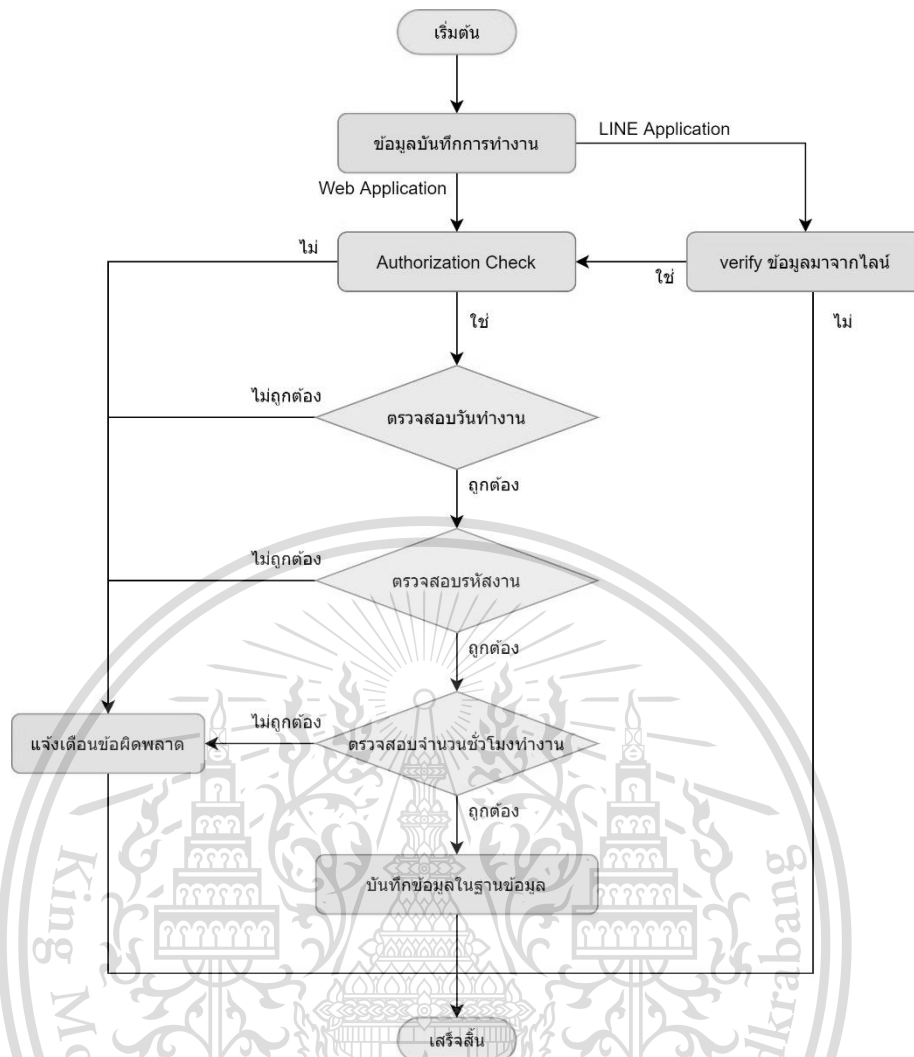 เริ่มต้น
ข้อมูลบันทึกการทำงาน
LINE Application
Web Application
ไม่
Authorization Check
ใช่
verify ข้อมูลมาจากไลน์
ใช่
ไม่
ไม่ถูกต้อง
ตรวจสอบวันทำงาน
ถูกต้อง
ไม่ถูกต้อง
ตรวจสอบรหัสงาน
ถูกต้อง
แจ้งเตือนข้อผิดพลาด
ไม่ถูกต้อง
ตรวจสอบจำนวนชั่วโมงทำงาน
ถูกต้อง
บันทึกข้อมูลในฐานข้อมูล
เสร็จสิ้น
King Mo
dkrabang